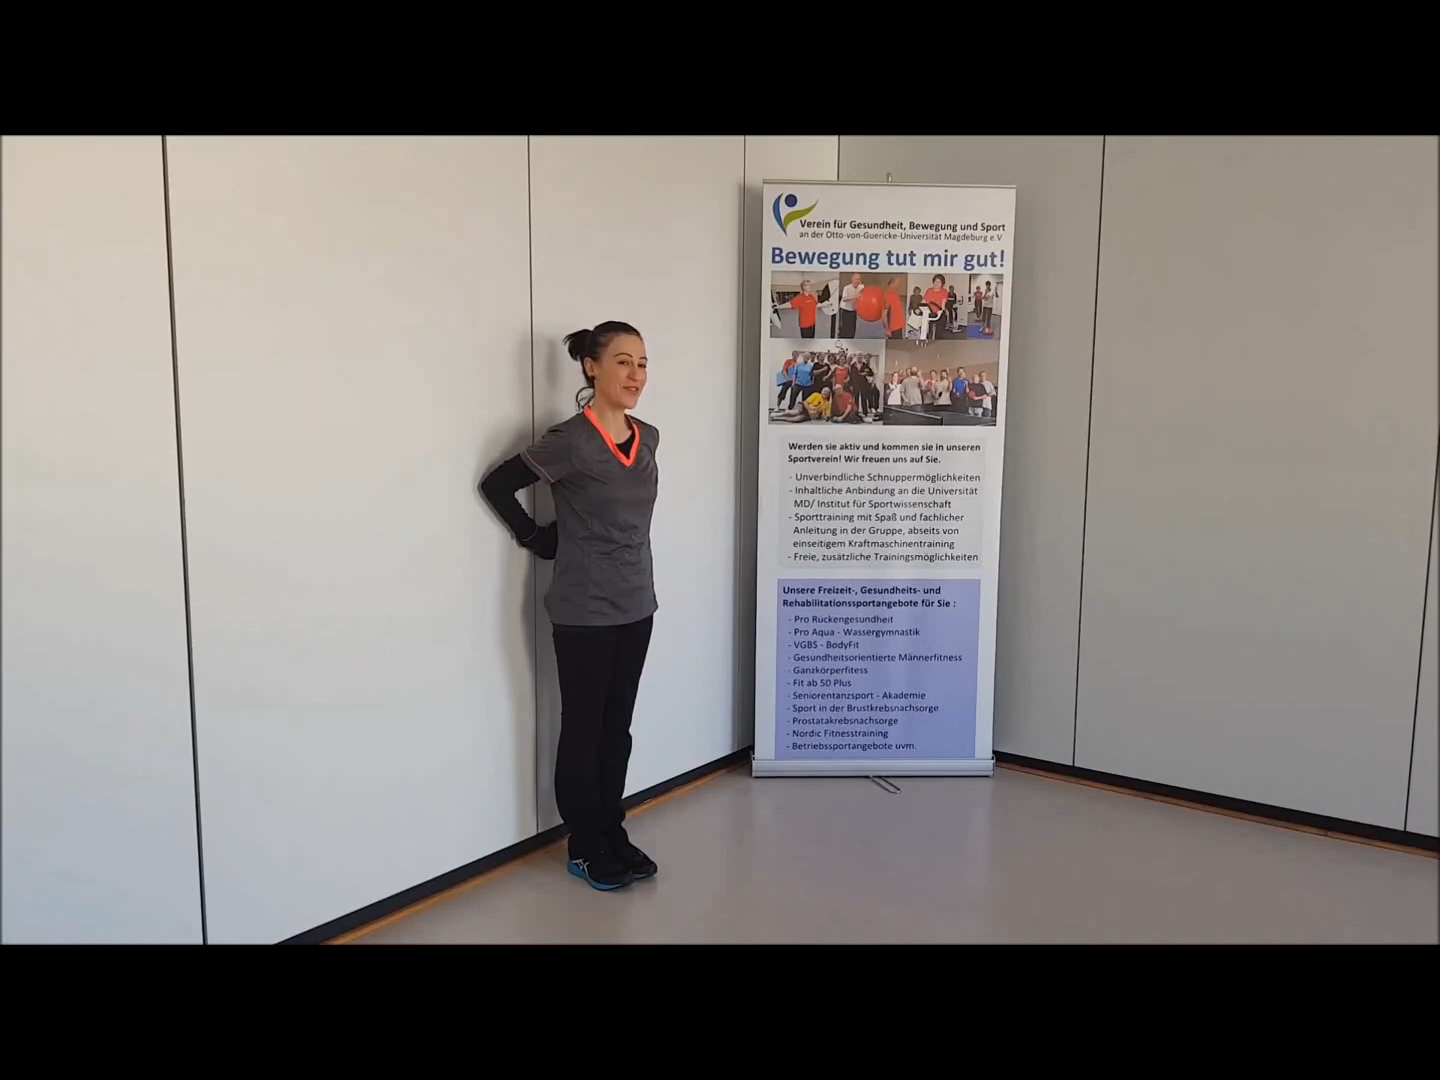 Verein für Gesundheit, Bewegung und Sport
an der Otto-von-Guericke-Universität Magdeburg e.V
Bewegung tut mir gut!
Werden sie aktiv und kommen sie in unseren
Sportverein! Wir freuen uns auf Sie.
- Unverbindliche Schnuppermöglichkeiten
- Inhaltliche Anbindung an die Universität
MD/ Institut für Sportwissenschaft
- Sporttraining mit Spaß und fachlicher
Anleitung in der Gruppe, abseits von
einseitigem Kraftmaschinentraining
- Freie, zusätzliche Trainingsmöglichkeiten
Unsere Freizeit-, Gesundheits- und
Rehabilitationssportangebote für Sie :
- Pro Rückengesundheit
- Pro Aqua - Wassergymnastik
- VGBS - BodyFit
- Gesundheitsorientierte Männerfitness
- Ganzkörperfitess
- Fit ab 50 Plus
- Seniorentanzsport - Akademie
- Sport in der Brustkrebsnachsorge
- Prostatakrebsnachsorge
- Nordic Fitnesstraining
- Betriebssportangebote uvm.